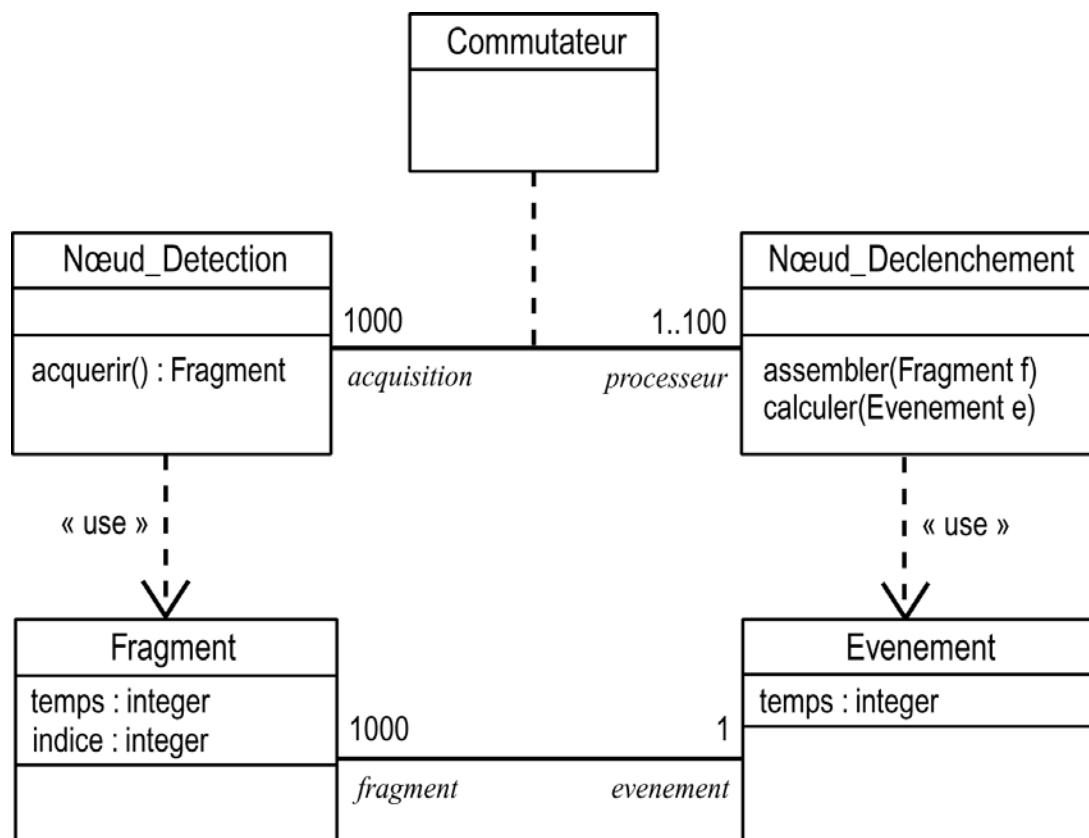 Commutateur
Nœud_Detection
acquerir() : Fragment
1000
acquisition
1..100
processeur
Nœud_Declenchement
assembler(Fragment f)
calculer(Evenement e)
« use »
« use »
Fragment
temps : integer
indice : integer
1000
fragment
1
evenement
Evenement
temps : integer